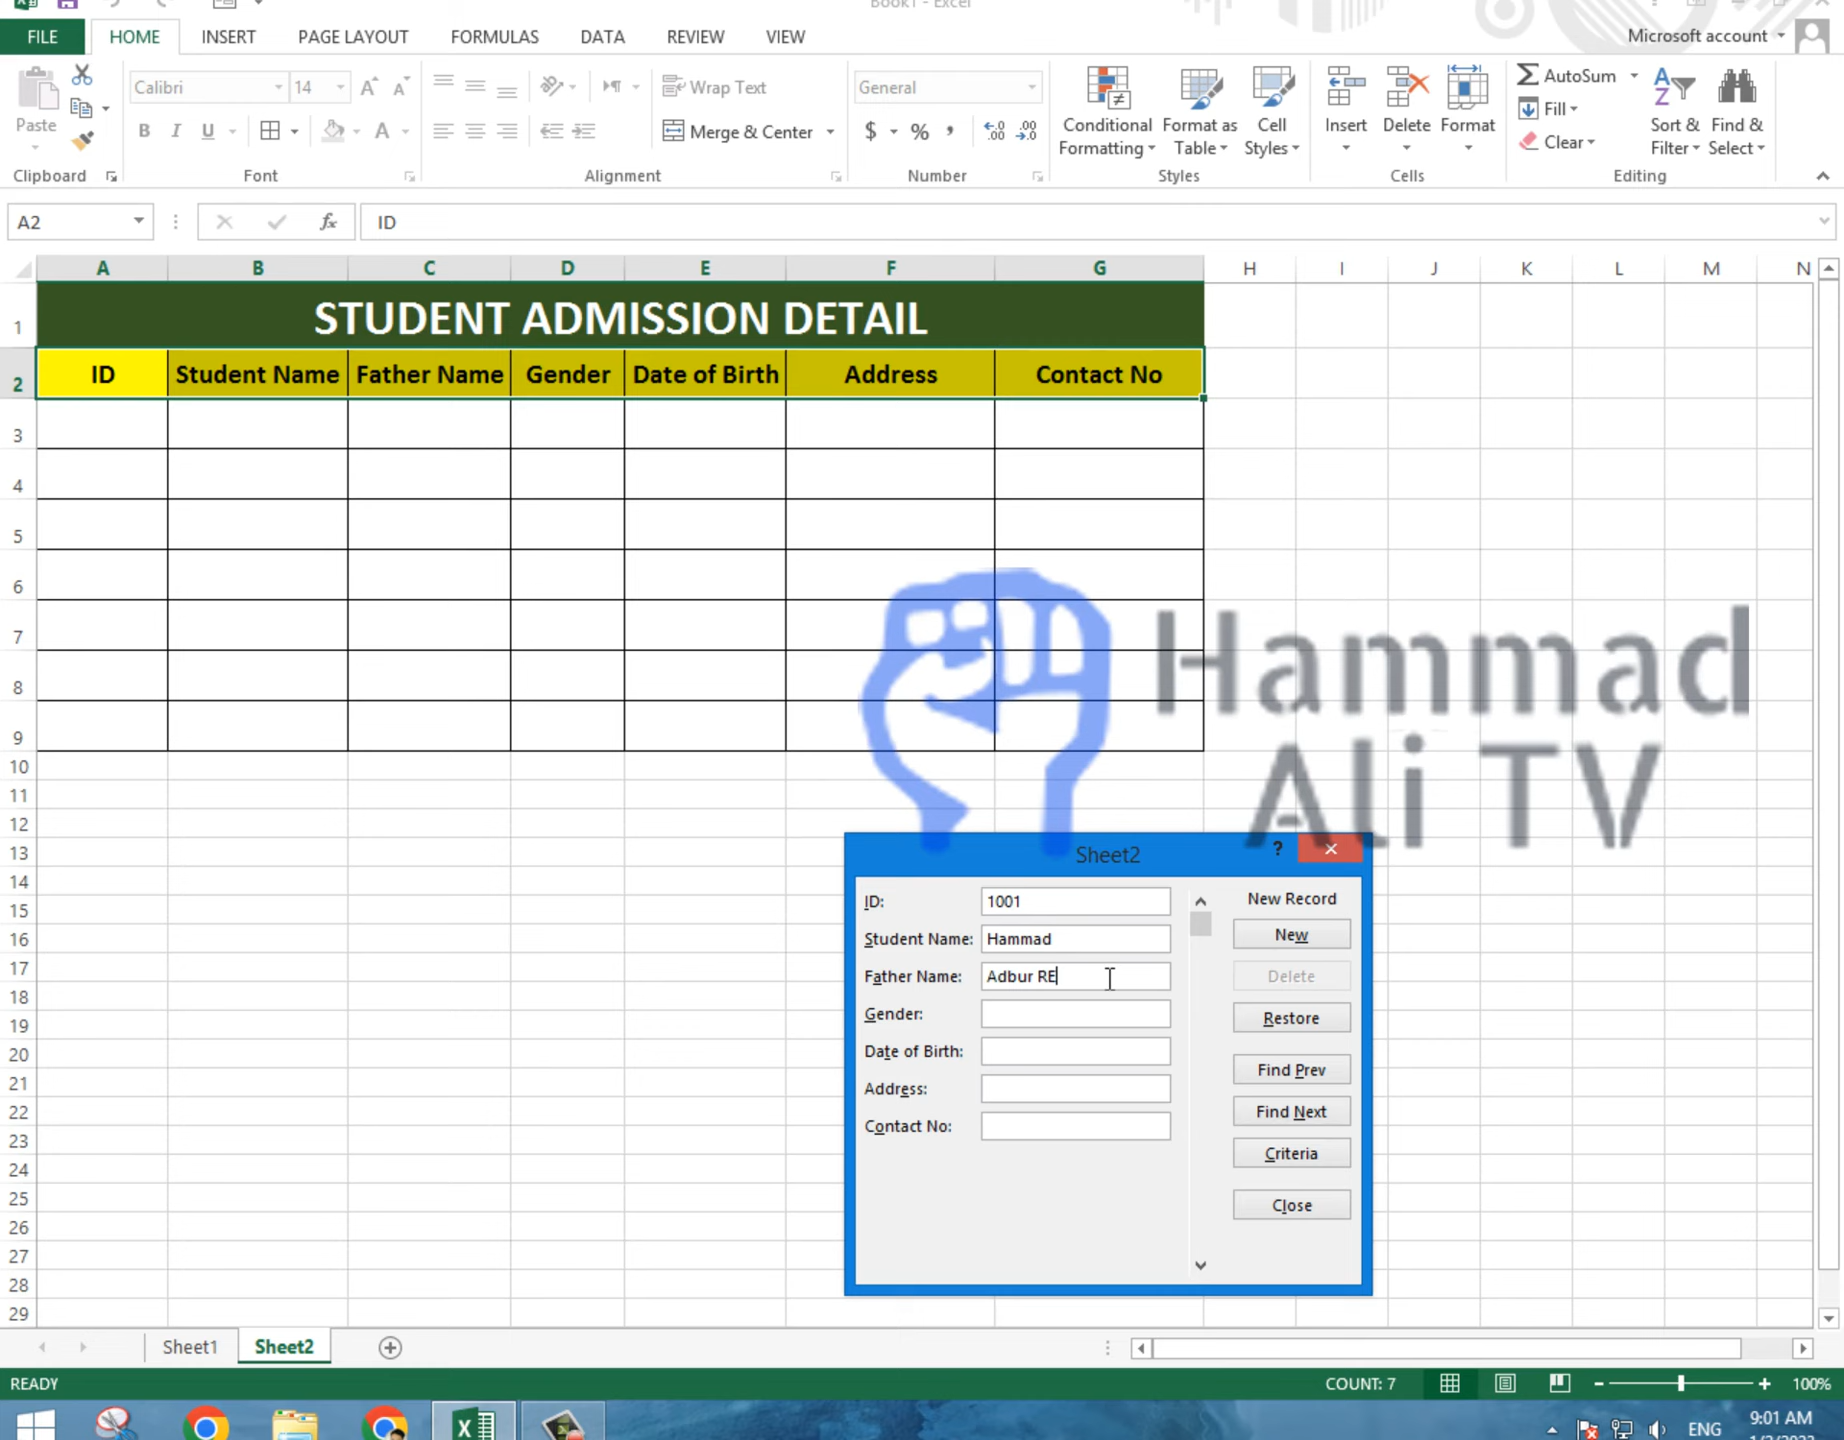 Book1 - Excel
FILE HOME INSERT PAGE LAYOUT FORMULAS DATA REVIEW VIEW Microsoft account
Paste
Clipboard
Calibri 14
B I U
Font
Wrap Text
Merge & Center
Alignment
General
$ % ,
Number
Conditional Formatting
Format as Table
Cell Styles
Styles
Insert Delete Format
Cells
AutoSum
Fill
Clear
Sort & Filter
Find & Select
Editing
A2 fx ID
A B C D E F G H I J K L M N
1 STUDENT ADMISSION DETAIL
2 ID Student Name Father Name Gender Date of Birth Address Contact No
3
4
5
6
7
8
9
10
11
12
13
14
15
16
17
18
19
20
21
22
23
24
25
26
27
28
29
Hammad
Ali TV
Sheet2 ?
ID: 1001
Student Name: Hammad
Father Name: Adbur RE
Gender:
Date of Birth:
Address:
Contact No:
New Record
New
Delete
Restore
Find Prev
Find Next
Criteria
Close
Sheet1 Sheet2
READY COUNT: 7 100%
ENG 9:01 AM